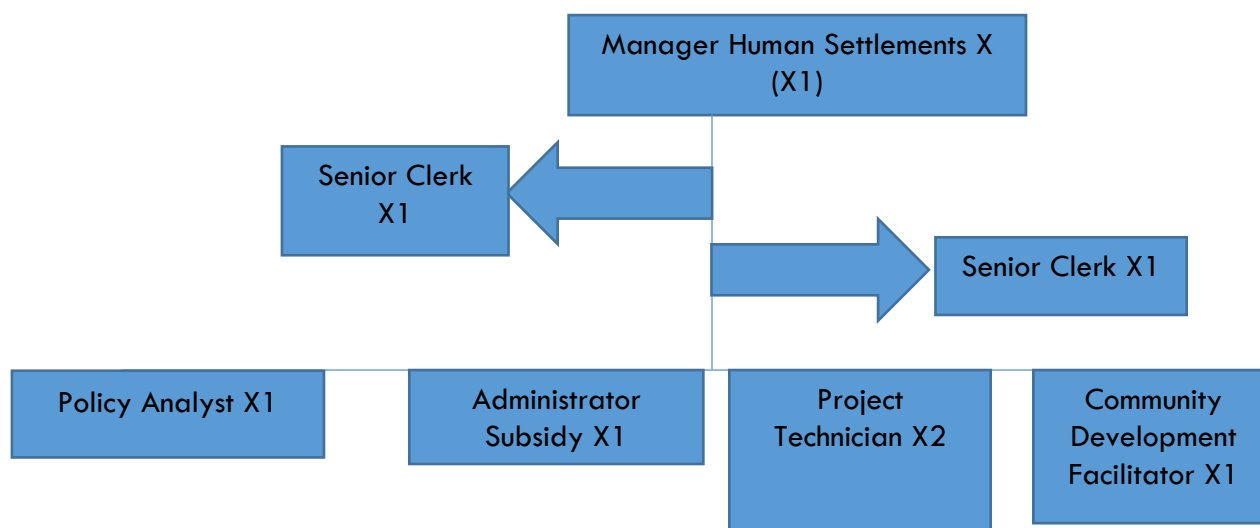 Manager Human Settlements X
(X1)
Senior Clerk
X1
Senior Clerk X1
Policy Analyst X1
Administrator
Subsidy X1
Project
Technician X2
Community
Development
Facilitator X1